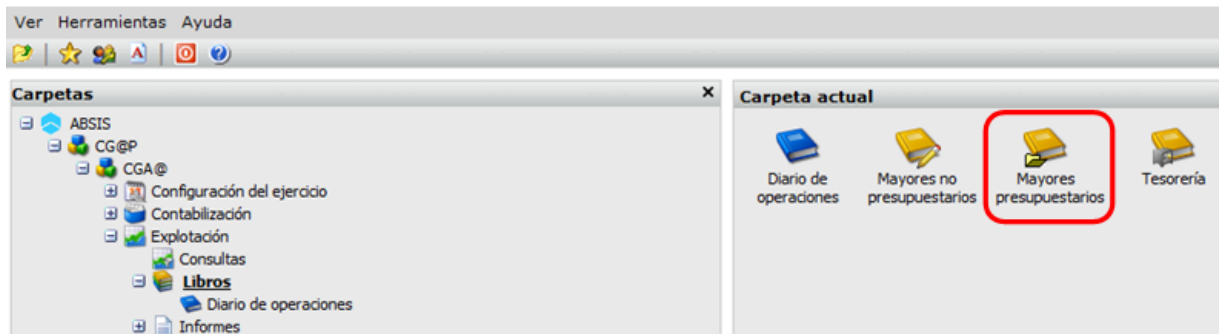 Ver Herramientas Ayuda
Carpetas
ABSIS
CG@P
CGA@
Configuración del ejercicio
Contabilización
Explotación
Consultas
Libros
Diario de operaciones
Informes
Carpeta actual
Diario de
operaciones
Mayores no
presupuestarios
Mayores
presupuestarios
Tesorería